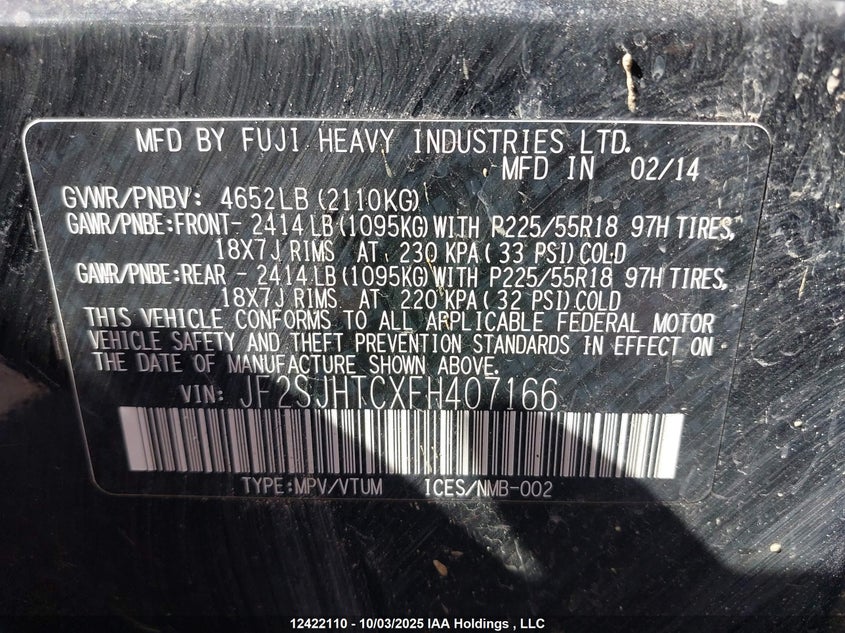 MFD BY FUJI HEAVY INDUSTRIES LTD.
MFD IN 02/14
GVWR/PNBV: 4652LB (2110KG)
GAWR/PNBE:FRONT- 2414LB (1095KG) WITH P225/55R18 97H TIRES,
18X7J RIMS AT 230 KPA (33 PSI) COLD
GAWR/PNBE:REAR - 2414LB (1095KG) WITH P225/55R18 97H TIRES,
18X7J RIMS AT 220 KPA (32 PSI) COLD
THIS VEHICLE CONFORMS TO ALL APPLICABLE FEDERAL MOTOR
VEHICLE SAFETY AND THEFT PREVENTION STANDARDS IN EFFECT ON
THE DATE OF MANUFACTURE SHOWN ABOVE.
VIN: JF2SJHTCXFH407166
TYPE:MPV/VTUM ICES/NMB-002
12422110 - 10/03/2025 IAA Holdings , LLC